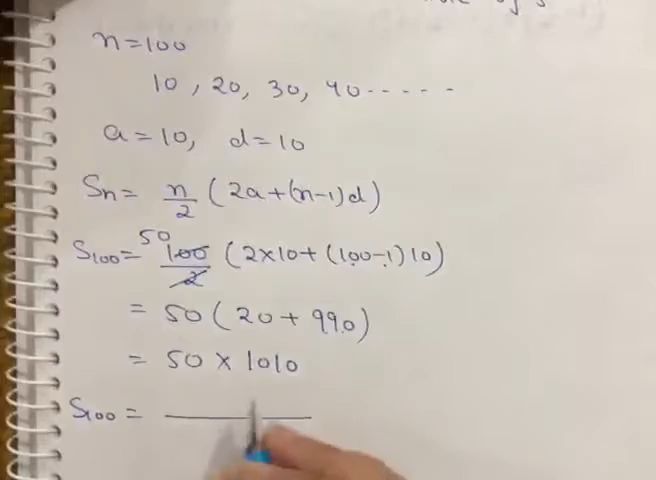 n=100
10, 20, 30, 40-----
a=10, d=10
Sn= n/2 (2a+(n-1)d)
50
S100= 100/2 (2×10+(100-1)10)
= 50(20+990)
= 50×1010
S100=